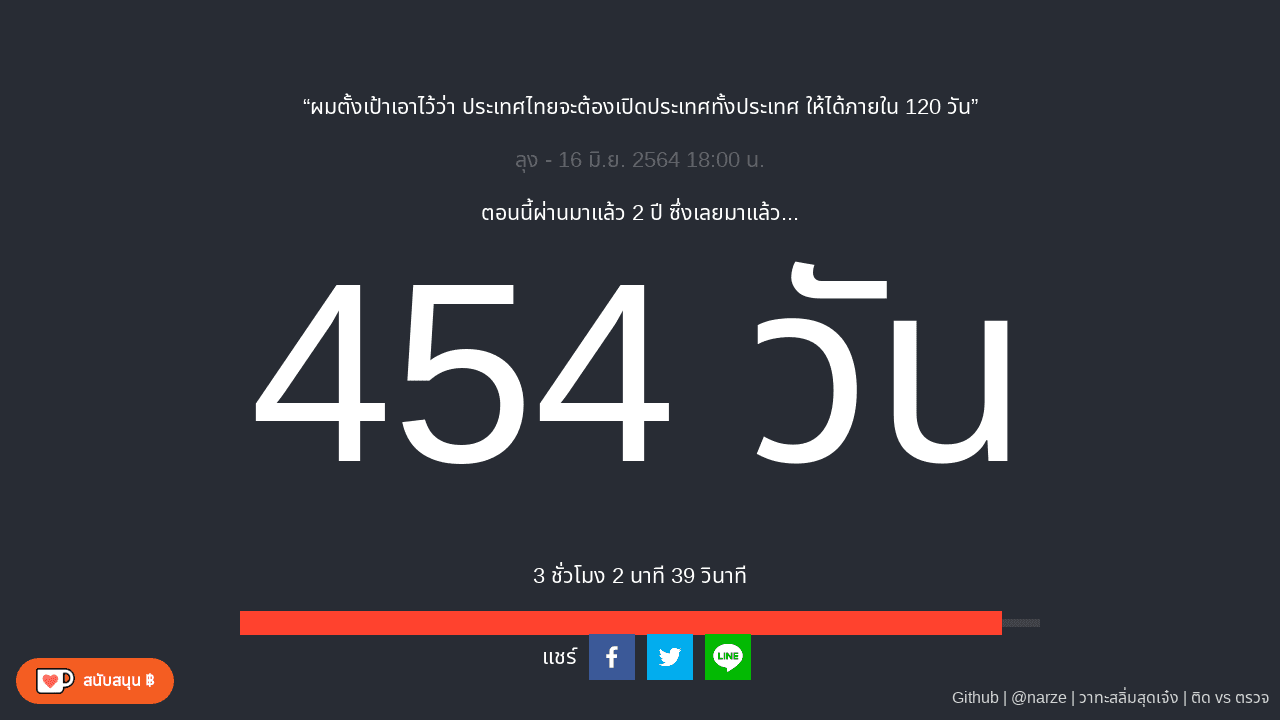 “ผมตั้งเป้าเอาไว้ว่า ประเทศไทยจะต้องเปิดประเทศทั้งประเทศ ให้ได้ภายใน 120 วัน”
ลุง - 16 มิ.ย. 2564 18:00 น.
ตอนนี้ผ่านมาแล้ว 2 ปี ซึ่งเลยมาแล้ว...
454 วัน
3 ชั่วโมง 2 นาที 39 วินาที
แชร์
LINE
สนับสนุน ฿
Github | @narze | วาทะสลิ่มสุดเจ๋ง | ติด vs ตรวจ